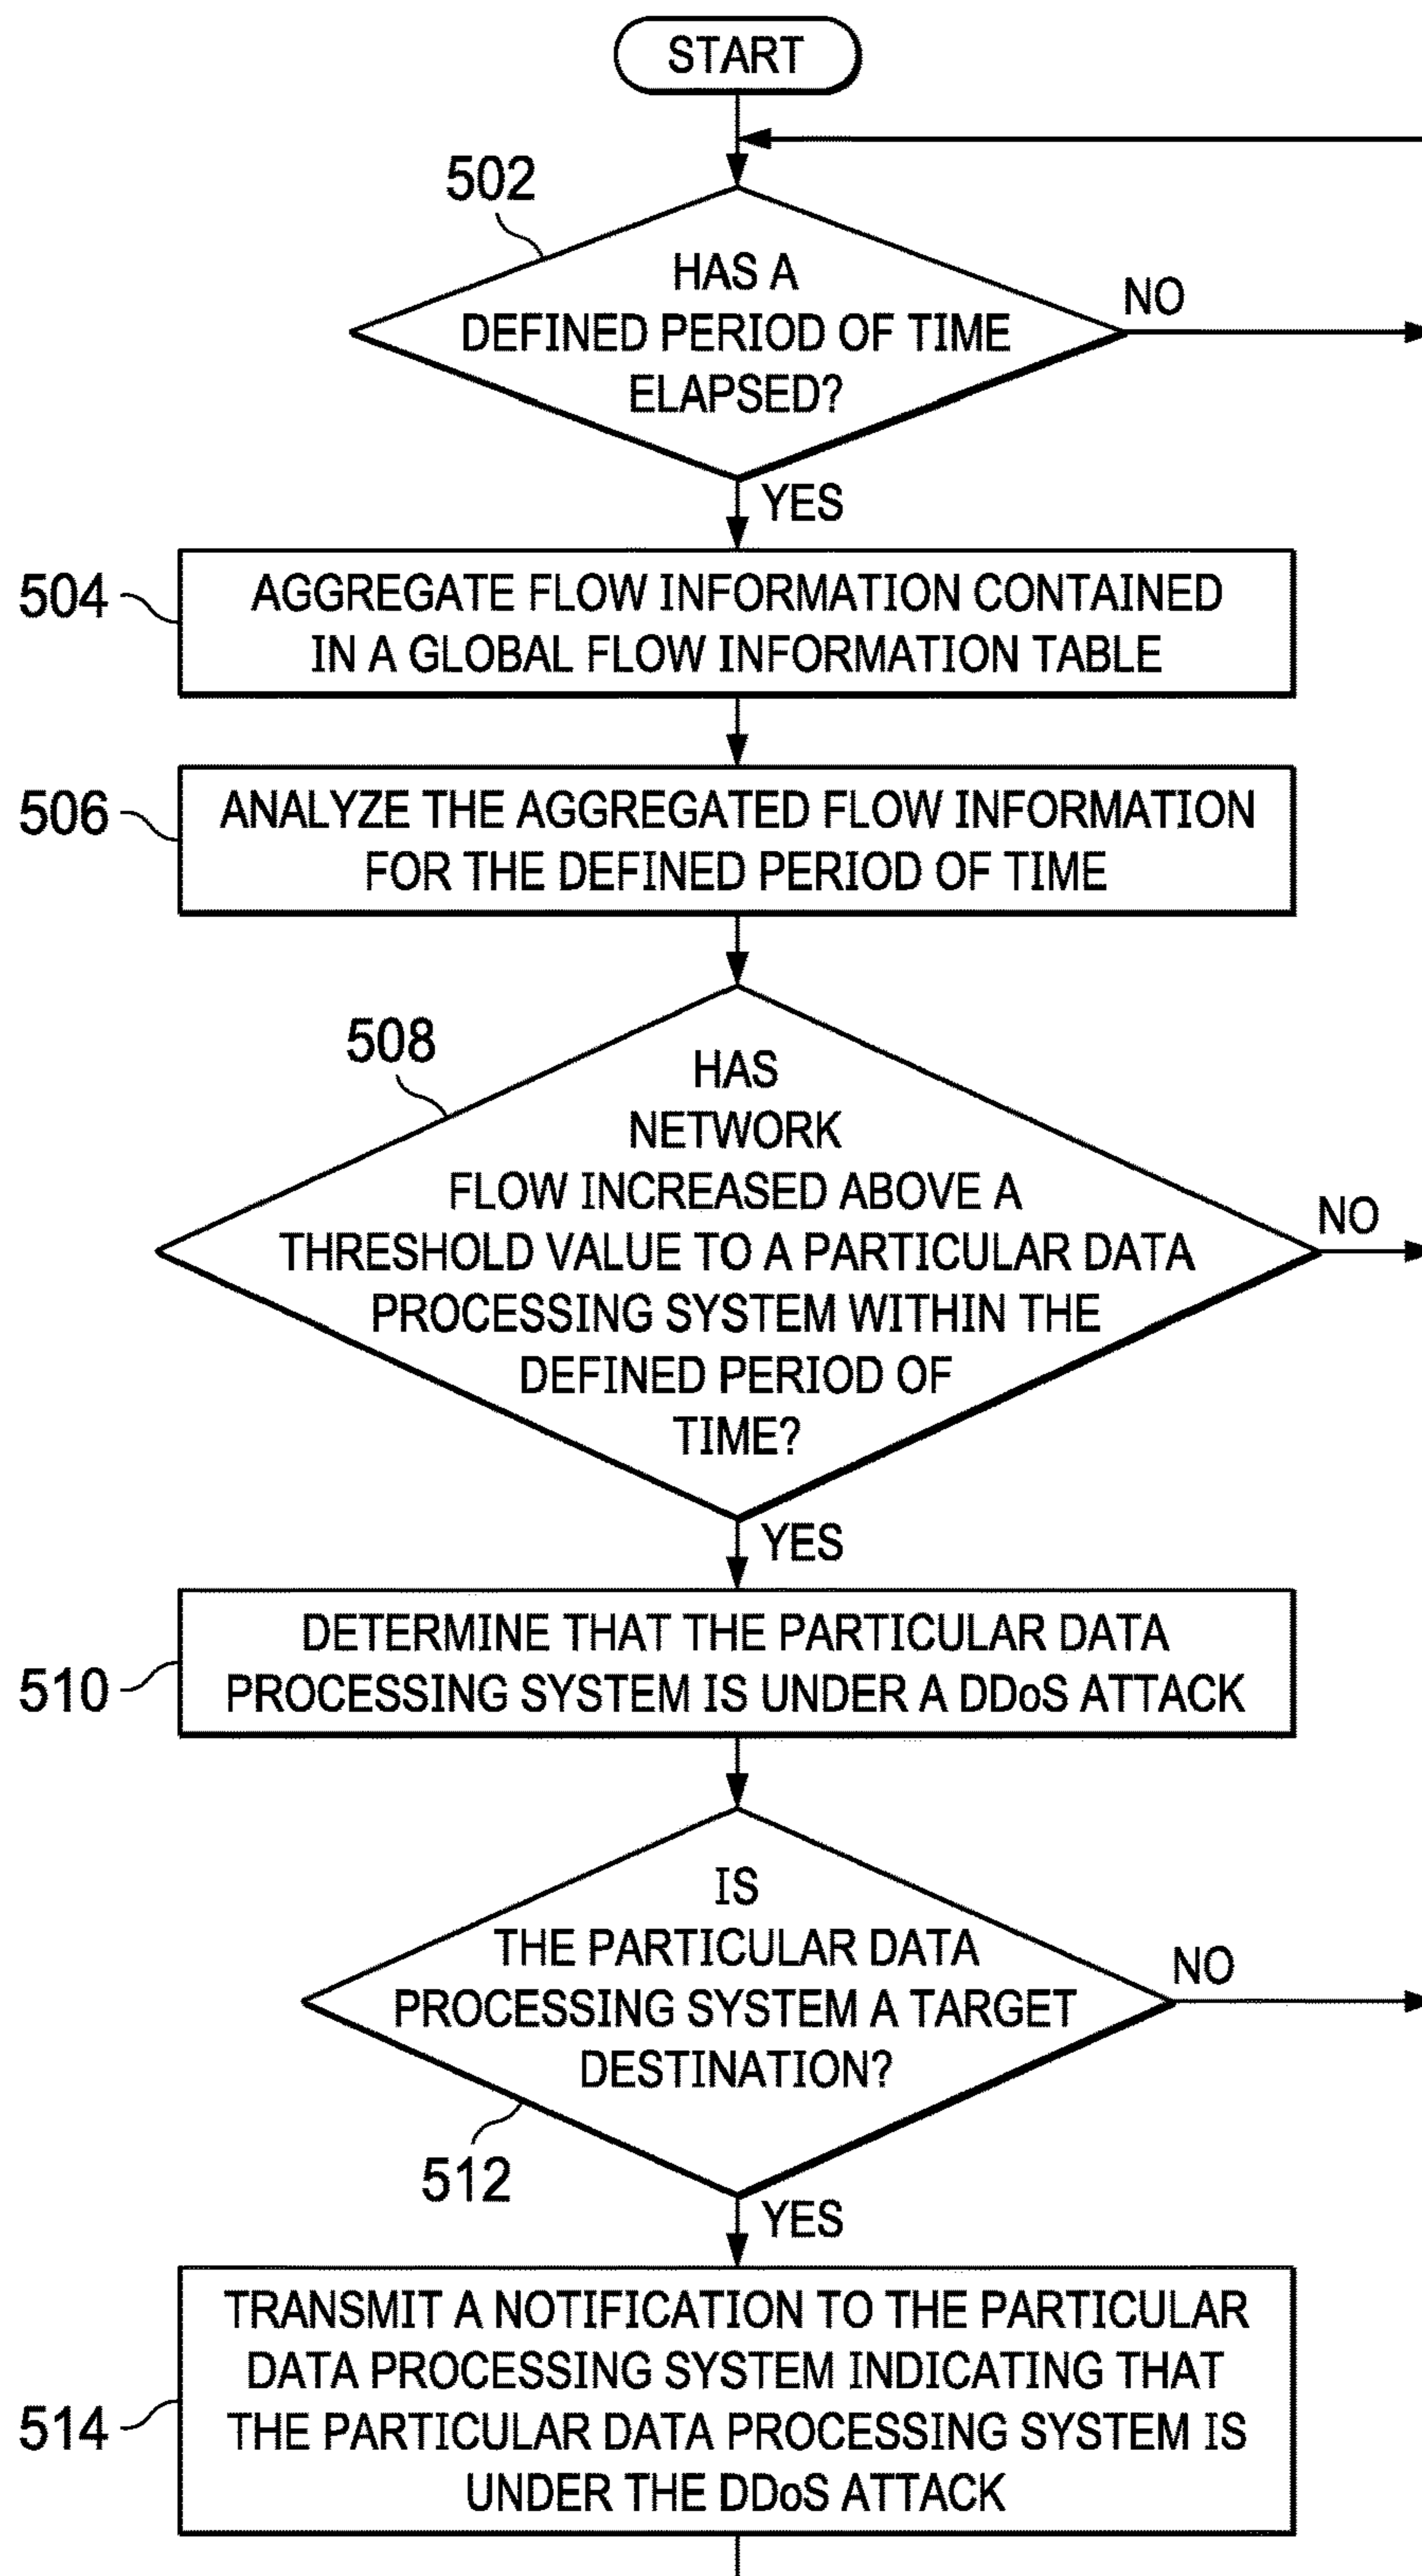 START
502
HAS A
DEFINED PERIOD OF TIME
ELAPSED?
NO
YES
504
AGGREGATE FLOW INFORMATION CONTAINED
IN A GLOBAL FLOW INFORMATION TABLE
506
ANALYZE THE AGGREGATED FLOW INFORMATION
FOR THE DEFINED PERIOD OF TIME
508
HAS
NETWORK
FLOW INCREASED ABOVE A
THRESHOLD VALUE TO A PARTICULAR DATA
PROCESSING SYSTEM WITHIN THE
DEFINED PERIOD OF
TIME?
NO
YES
510
DETERMINE THAT THE PARTICULAR DATA
PROCESSING SYSTEM IS UNDER A DDoS ATTACK
IS
THE PARTICULAR DATA
PROCESSING SYSTEM A TARGET
DESTINATION?
NO
512
YES
514
TRANSMIT A NOTIFICATION TO THE PARTICULAR
DATA PROCESSING SYSTEM INDICATING THAT
THE PARTICULAR DATA PROCESSING SYSTEM IS
UNDER THE DDoS ATTACK